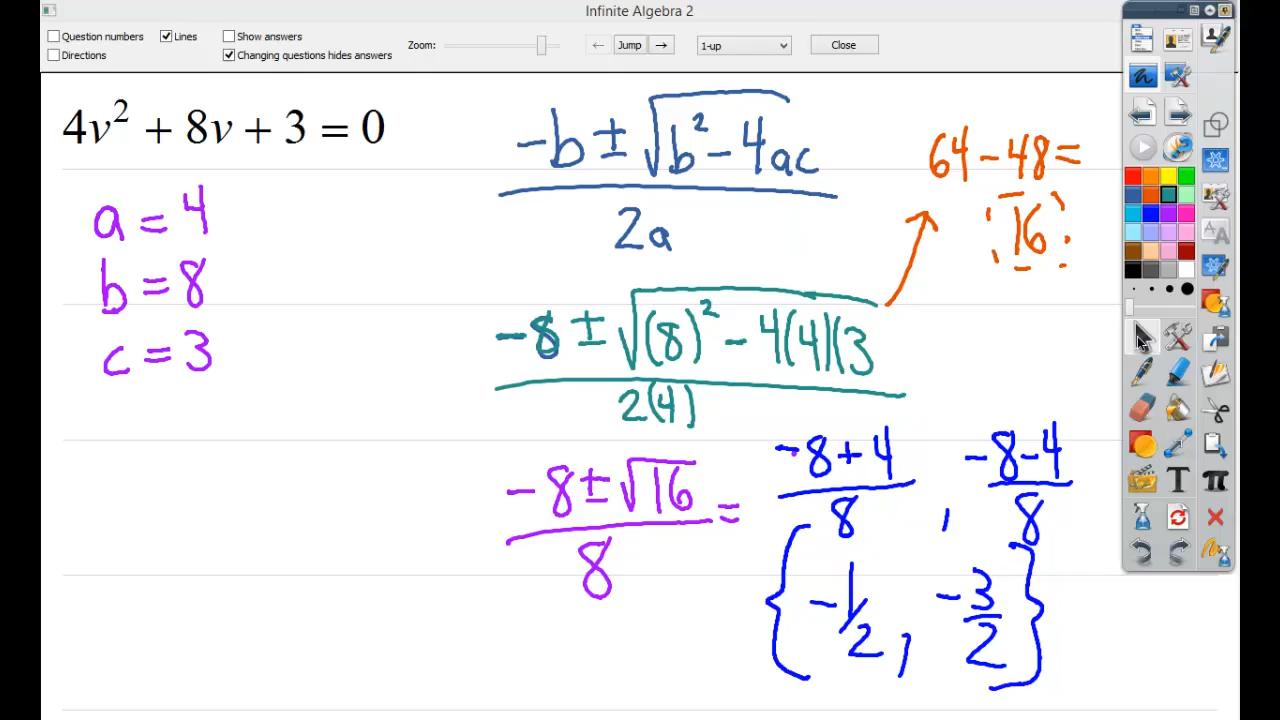 Infinite Algebra 2
Question numbers Lines Show answers
Directions Changing questions hides answers
Zoom: Jump 1-up Close
4v² + 8v + 3 = 0
a = 4
b = 8
c = 3
-b ± √(b² - 4ac)
2a
64 - 48 =
16
-8 ± √((8)² - 4(4)(3
2(4)
-8 ± √16 =
8
-8 + 4
8
,
-8 - 4
8
{ -1/2 , -3/2 }